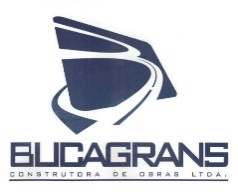 BUCAGRANS
CONSTRUTORA DE OBRAS LTDA.